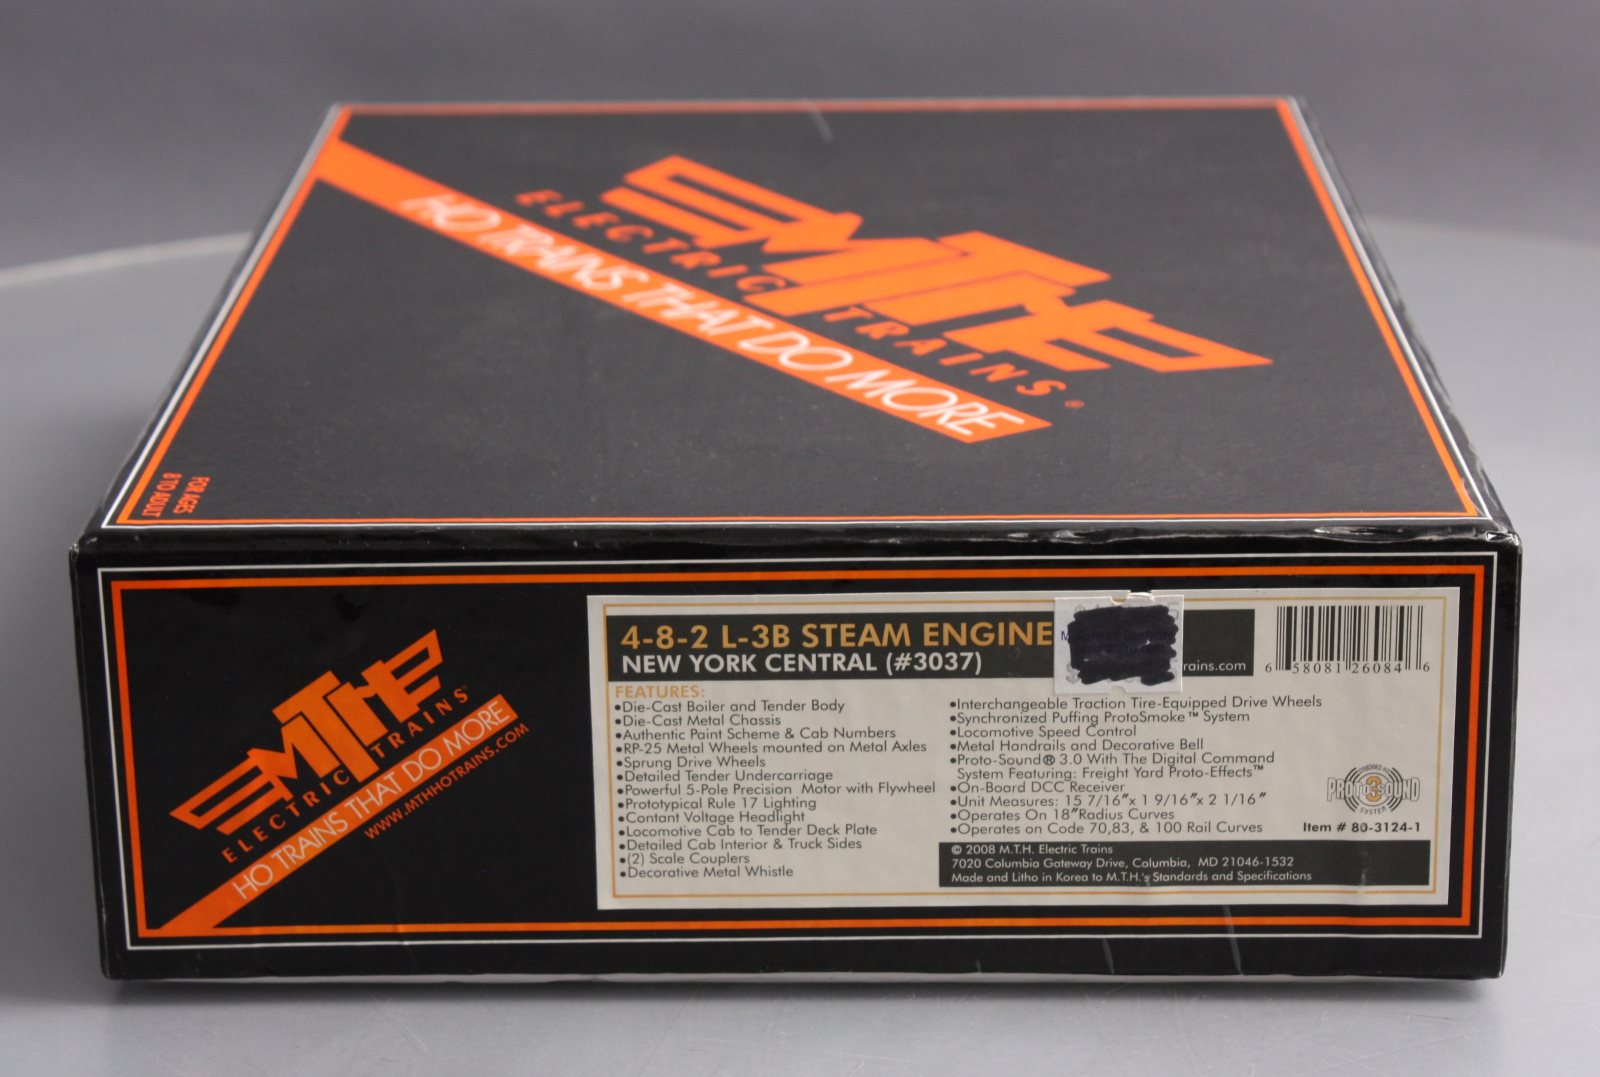 MTH
ELECTRIC TRAINS®
HO TRAINS THAT DO MORE
FOR AGES
8 TO ADULT
MTH
ELECTRIC TRAINS®
HO TRAINS THAT DO MORE
WWW.MTHHOTRAINS.COM
4-8-2 L-3B STEAM ENGINE
NEW YORK CENTRAL (#3037)
rains.com
6 58081 26084 6
FEATURES:
•Die-Cast Boiler and Tender Body
•Die-Cast Metal Chassis
•Authentic Paint Scheme & Cab Numbers
•RP-25 Metal Wheels mounted on Metal Axles
•Sprung Drive Wheels
•Detailed Tender Undercarriage
•Powerful 5-Pole Precision Motor with Flywheel
•Prototypical Rule 17 Lighting
•Contant Voltage Headlight
•Locomotive Cab to Tender Deck Plate
•Detailed Cab Interior & Truck Sides
•(2) Scale Couplers
•Decorative Metal Whistle
•Interchangeable Traction Tire-Equipped Drive Wheels
•Synchronized Puffing ProtoSmoke™ System
•Locomotive Speed Control
•Metal Handrails and Decorative Bell
•Proto-Sound® 3.0 With The Digital Command
System Featuring: Freight Yard Proto-Effects™
•On-Board DCC Receiver
•Unit Measures: 15 7/16"x 1 9/16"x 2 1/16"
•Operates On 18"Radius Curves
•Operates on Code 70,83, & 100 Rail Curves
PROTO 3 SOUND
SYSTEM
Item # 80-3124-1
© 2008 M.T.H. Electric Trains
7020 Columbia Gateway Drive, Columbia, MD 21046-1532
Made and Litho in Korea to M.T.H.'s Standards and Specifications